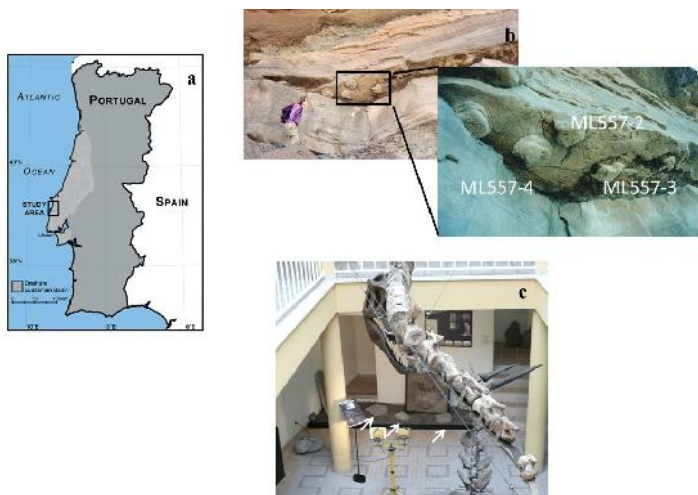 a
ATLANTIC
PORTUGAL
OCEAN
STUDY
AREA
SPAIN
b
ML557-2
ML557-4
ML557-3
c